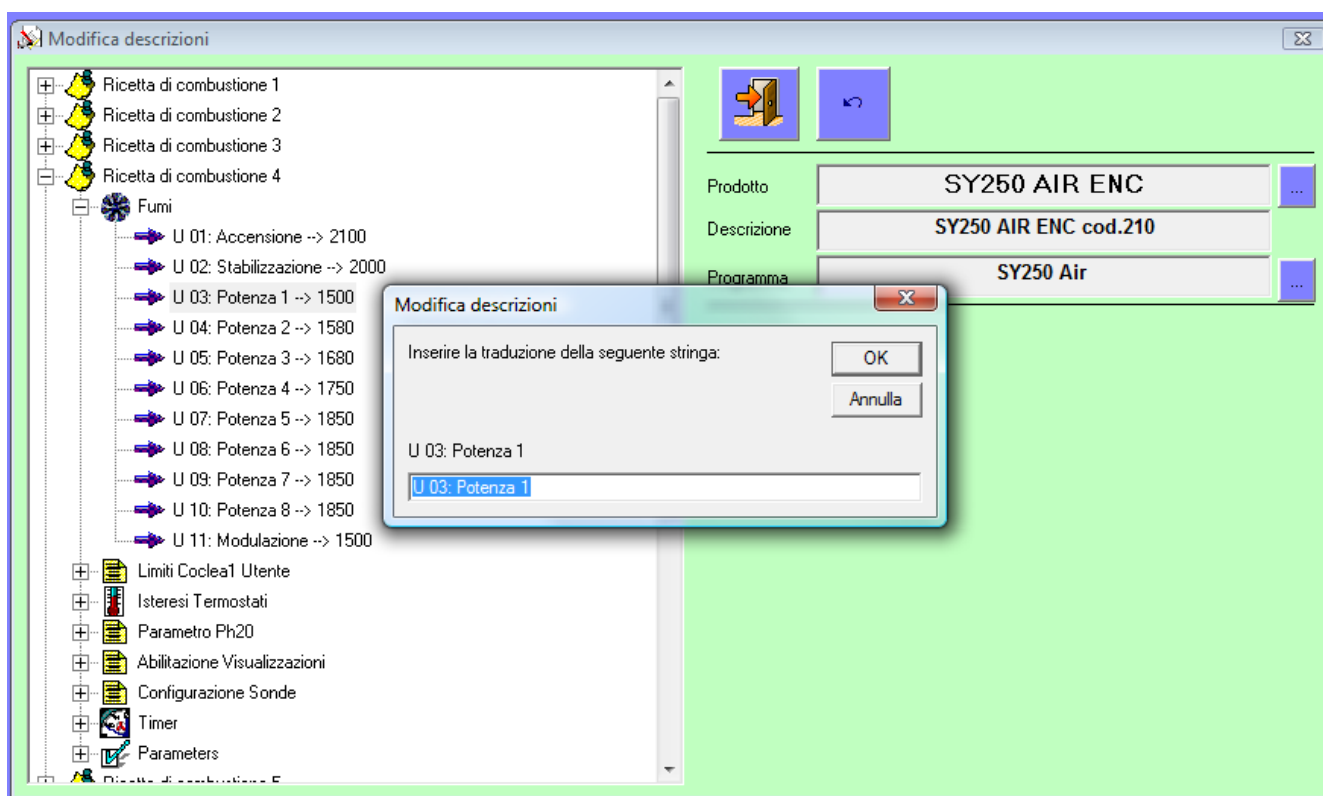 Modifica descrizioni
Ricetta di combustione 1
Ricetta di combustione 2
Ricetta di combustione 3
Ricetta di combustione 4
Fumi
U 01: Accensione --> 2100
U 02: Stabilizzazione --> 2000
U 03: Potenza 1 --> 1500
U 04: Potenza 2 --> 1580
U 05: Potenza 3 --> 1680
U 06: Potenza 4 --> 1750
U 07: Potenza 5 --> 1850
U 08: Potenza 6 --> 1850
U 09: Potenza 7 --> 1850
U 10: Potenza 8 --> 1850
U 11: Modulazione --> 1500
Limiti Coclea1 Utente
Isteresi Termostati
Parametro Ph20
Abilitazione Visualizzazioni
Configurazione Sonde
Timer
Parameters
Ricetta di combustione 5
Prodotto SY250 AIR ENC ...
Descrizione SY250 AIR ENC cod.210
Programma SY250 Air ...
Modifica descrizioni
Inserire la traduzione della seguente stringa:
OK
Annulla
U 03: Potenza 1
U 03: Potenza 1